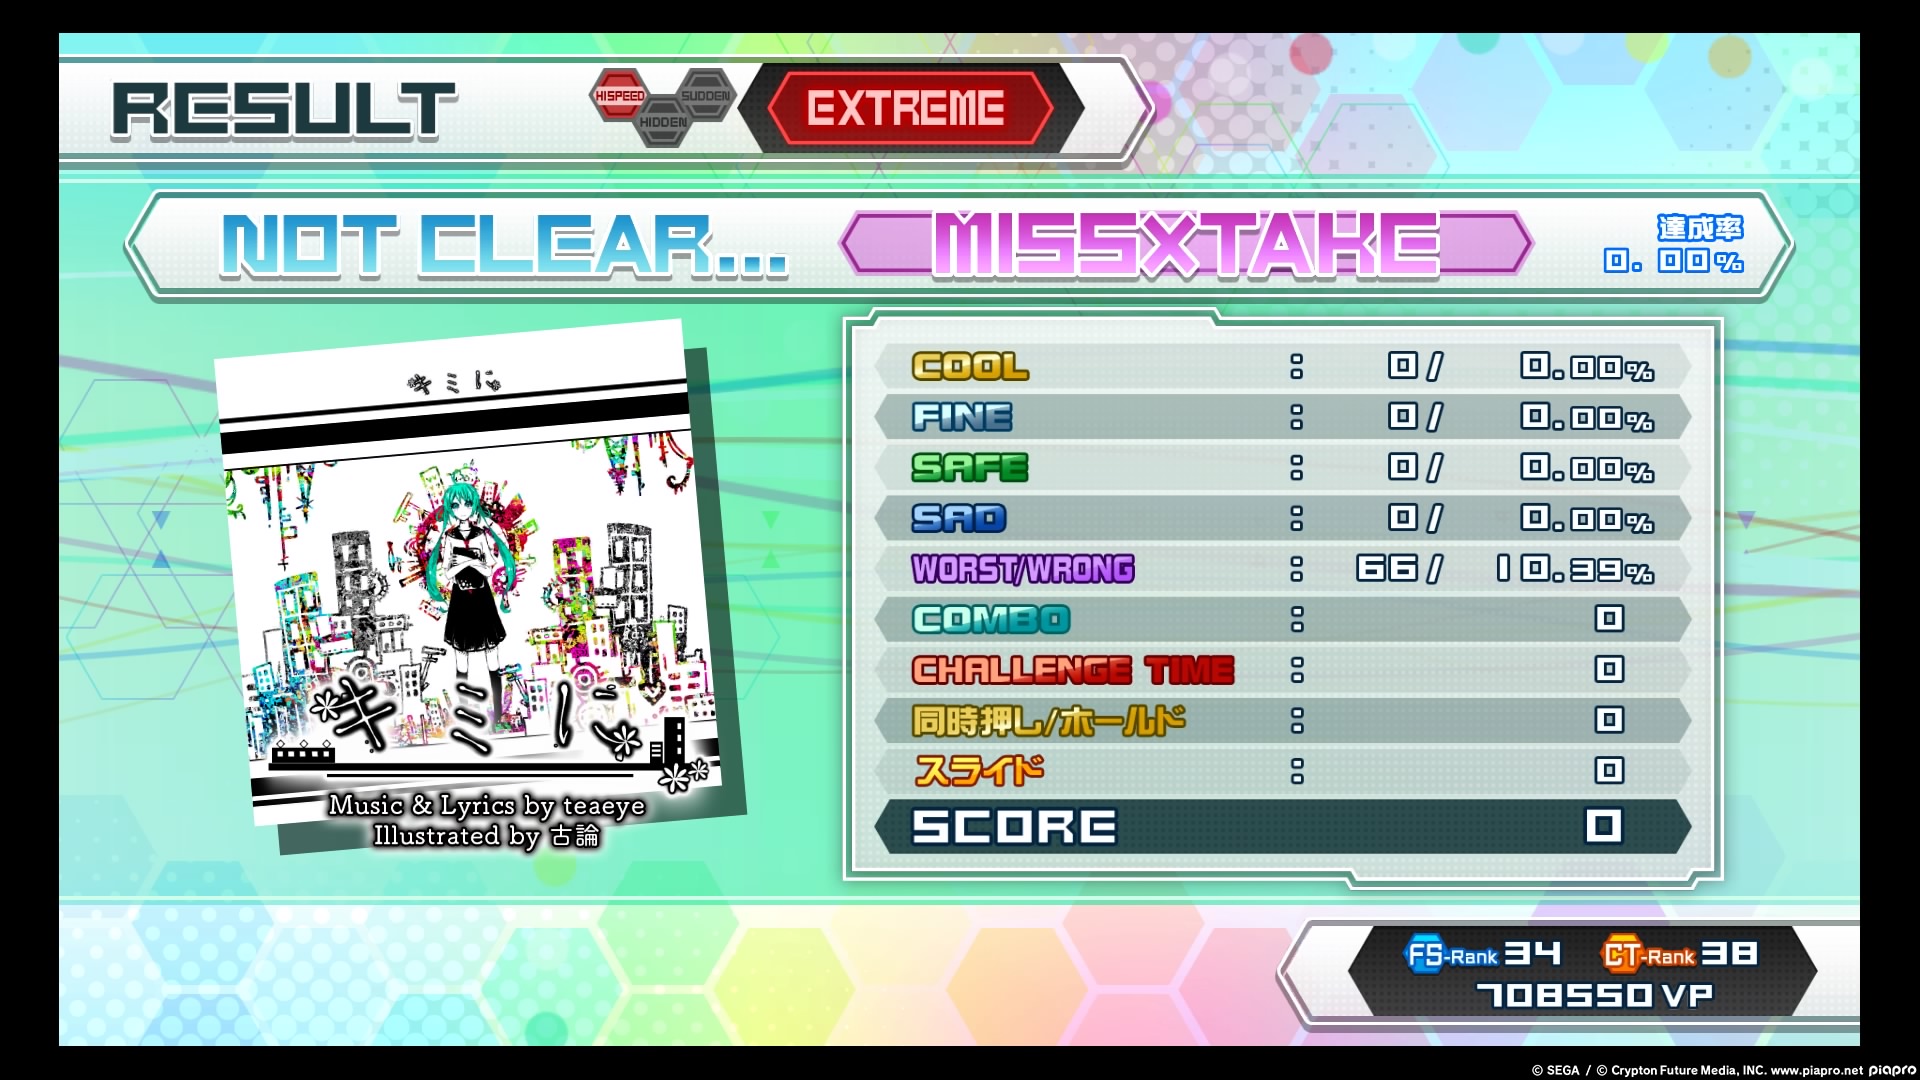 RESULT
HISPEED
HIDDEN
SUDDEN
EXTREME
NOT CLEAR...
MISS×TAKE
達成率
0.00%
キミに
キミに
Music & Lyrics by teaeye
Illustrated by 古論
COOL : 0/ 0.00%
FINE : 0/ 0.00%
SAFE : 0/ 0.00%
SAD : 0/ 0.00%
WORST/WRONG : 66/ 10.39%
COMBO : 0
CHALLENGE TIME : 0
同時押し/ホールド : 0
スライド : 0
SCORE 0
FS-Rank 34 CT-Rank 38
708550 VP
© SEGA / © Crypton Future Media, INC. www.piapro.net piapro